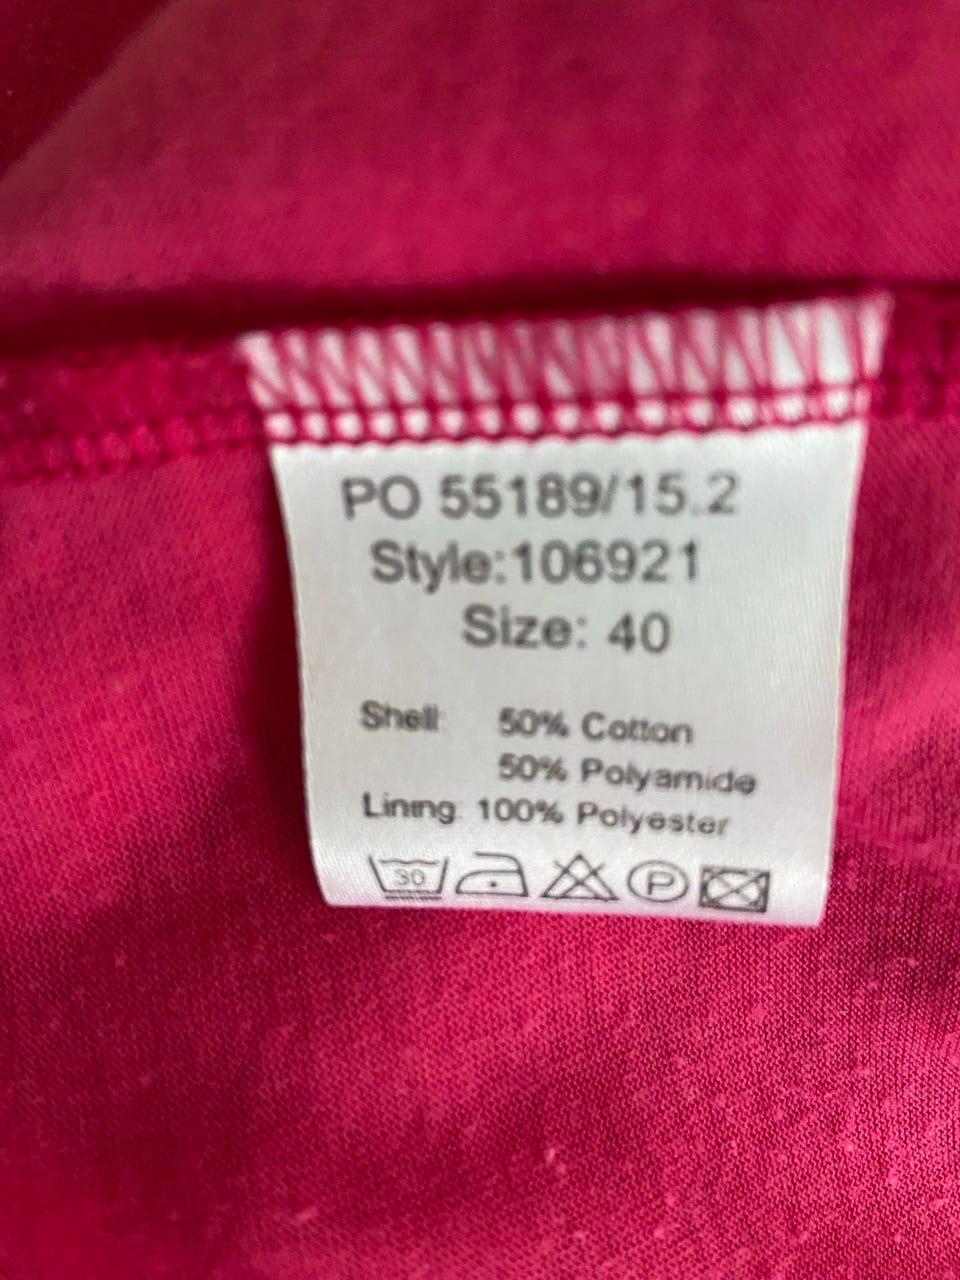 PO 55189/15.2
Style:106921
Size: 40
Shell: 50% Cotton
50% Polyamide
Lining: 100% Polyester
30 P